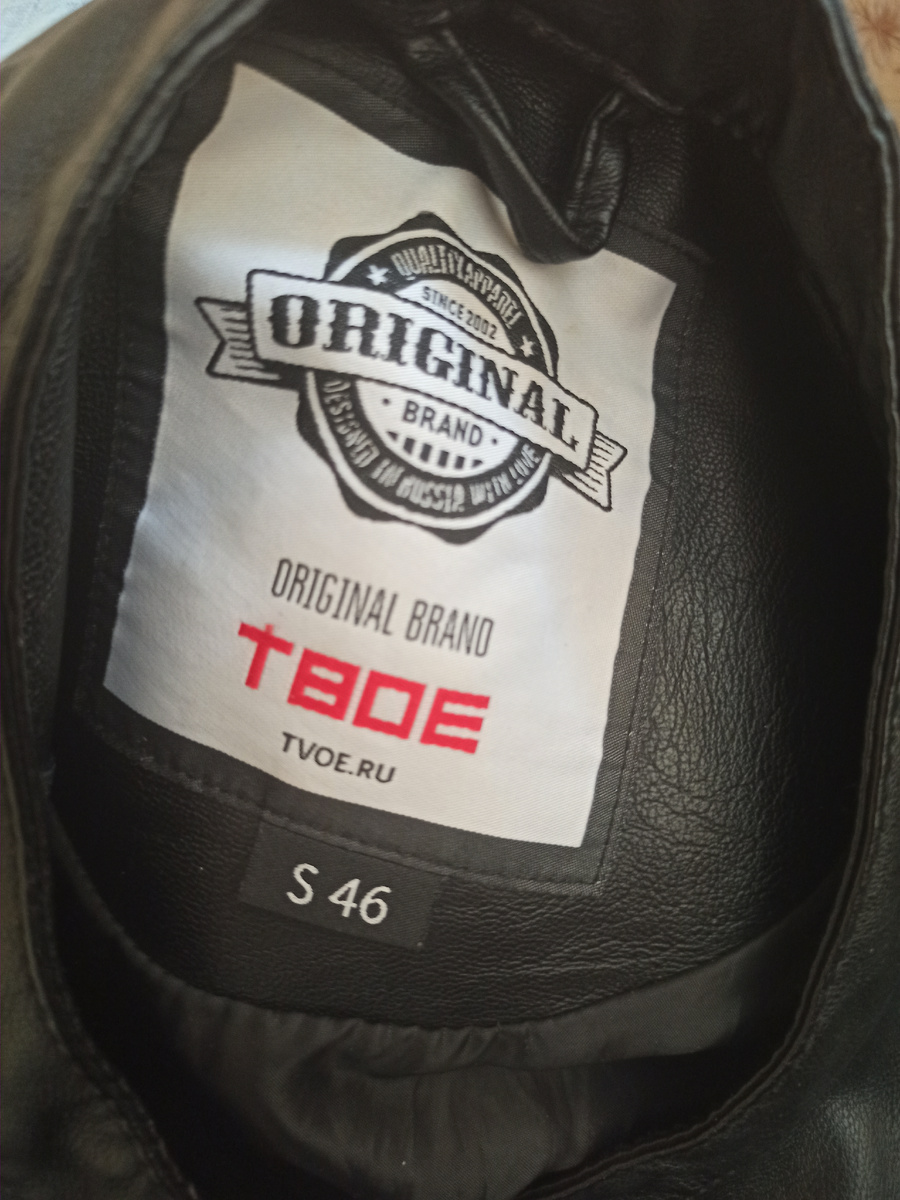 QUALITY APPAREL
SINCE 2002
ORIGINAL
BRAND
DESIGNED IN RUSSIA WITH LOVE
ORIGINAL BRAND
ТВОЕ
TVOE.RU
S 46